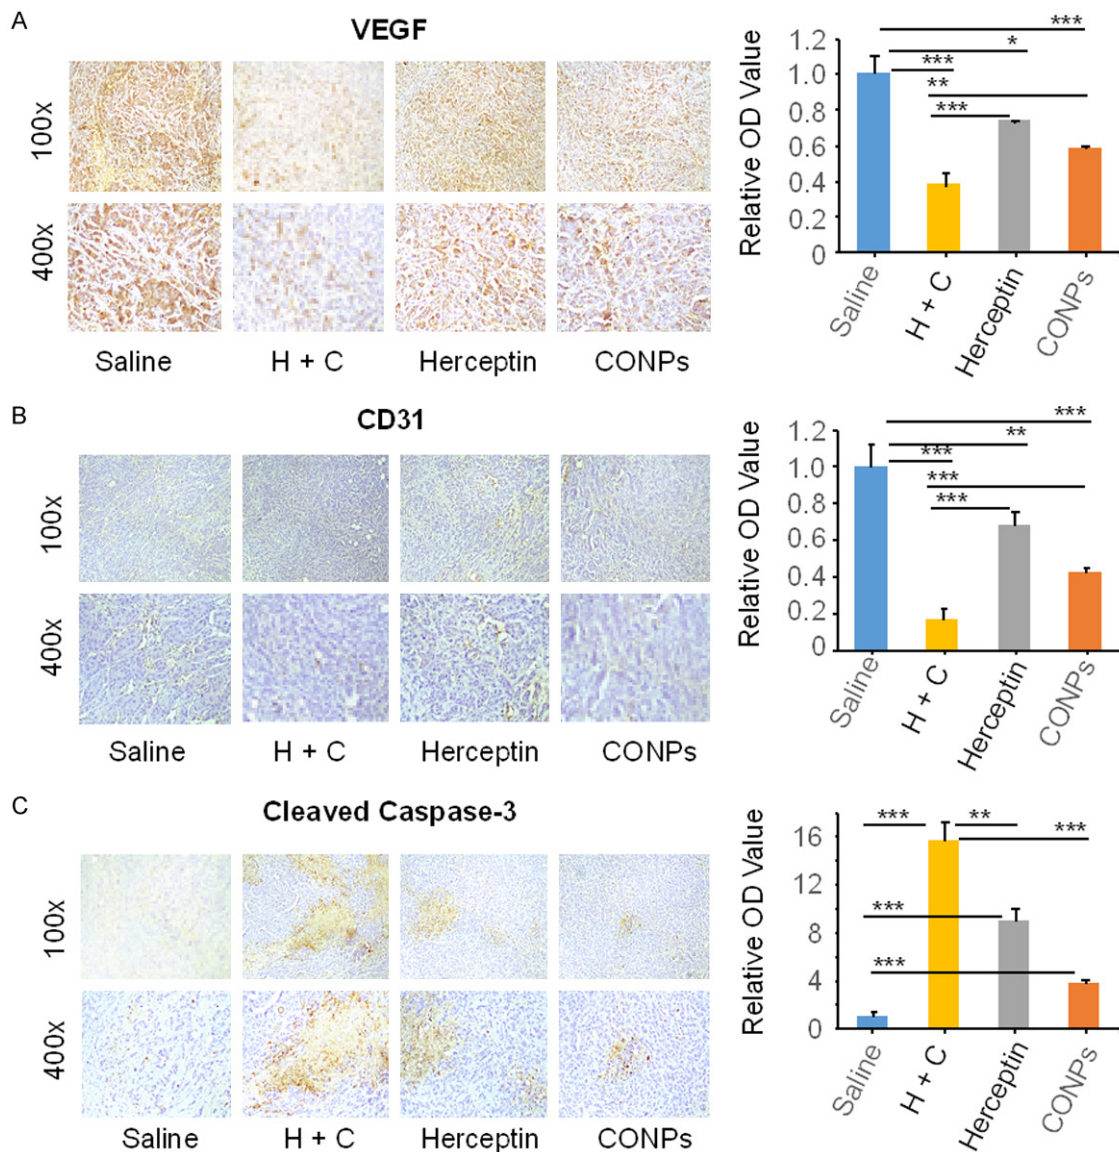 A
VEGF
100x
400x
Saline
H + C
Herceptin
CONPs
Relative OD Value
1.2
1.0
0.8
0.6
0.4
0.2
0
***
*
***
**
***
Saline
H + C
Herceptin
CONPs
B
CD31
100x
400x
Saline
H + C
Herceptin
CONPs
Relative OD Value
1.2
1.0
0.8
0.6
0.4
0.2
0
***
**
***
***
***
Saline
H + C
Herceptin
CONPs
C
Cleaved Caspase-3
100x
400x
Saline
H + C
Herceptin
CONPs
Relative OD Value
16
12
8
4
0
***
**
***
***
***
Saline
H + C
Herceptin
CONPs